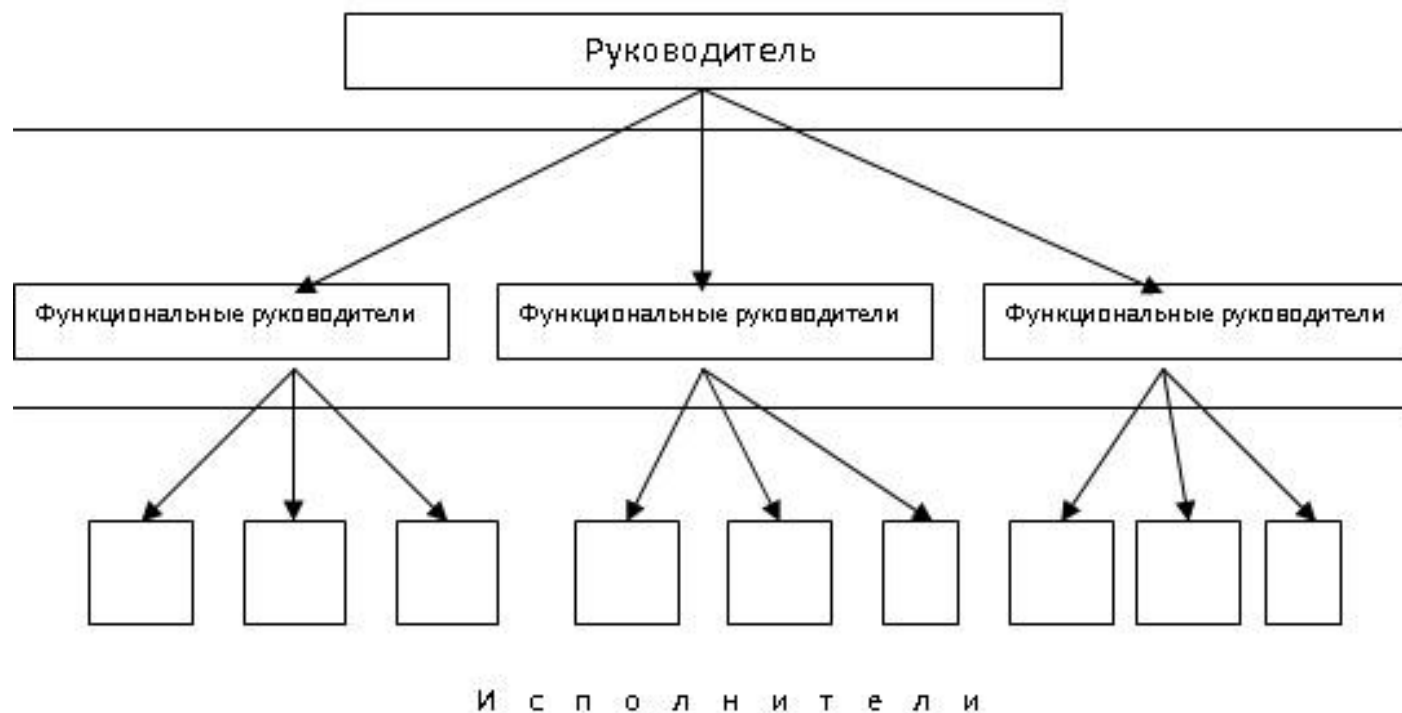 Руководитель
Функциональные руководители
Функциональные руководители
Функциональные руководители
И с п о л н и т е л и